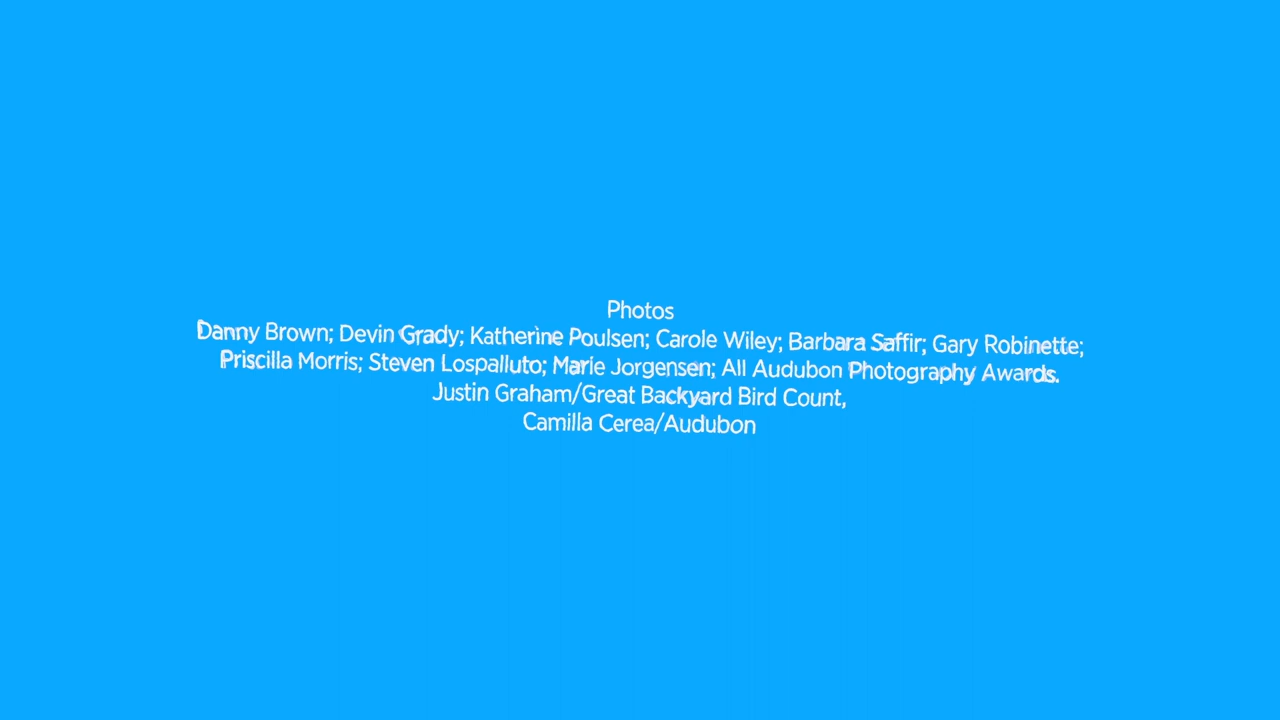 Photos
Danny Brown; Devin Grady; Katherine Poulsen; Carole Wiley; Barbara Saffir; Gary Robinette;
Priscilla Morris; Steven Lospalluto; Marie Jorgensen; All Audubon Photography Awards.
Justin Graham/Great Backyard Bird Count,
Camilla Cerea/Audubon